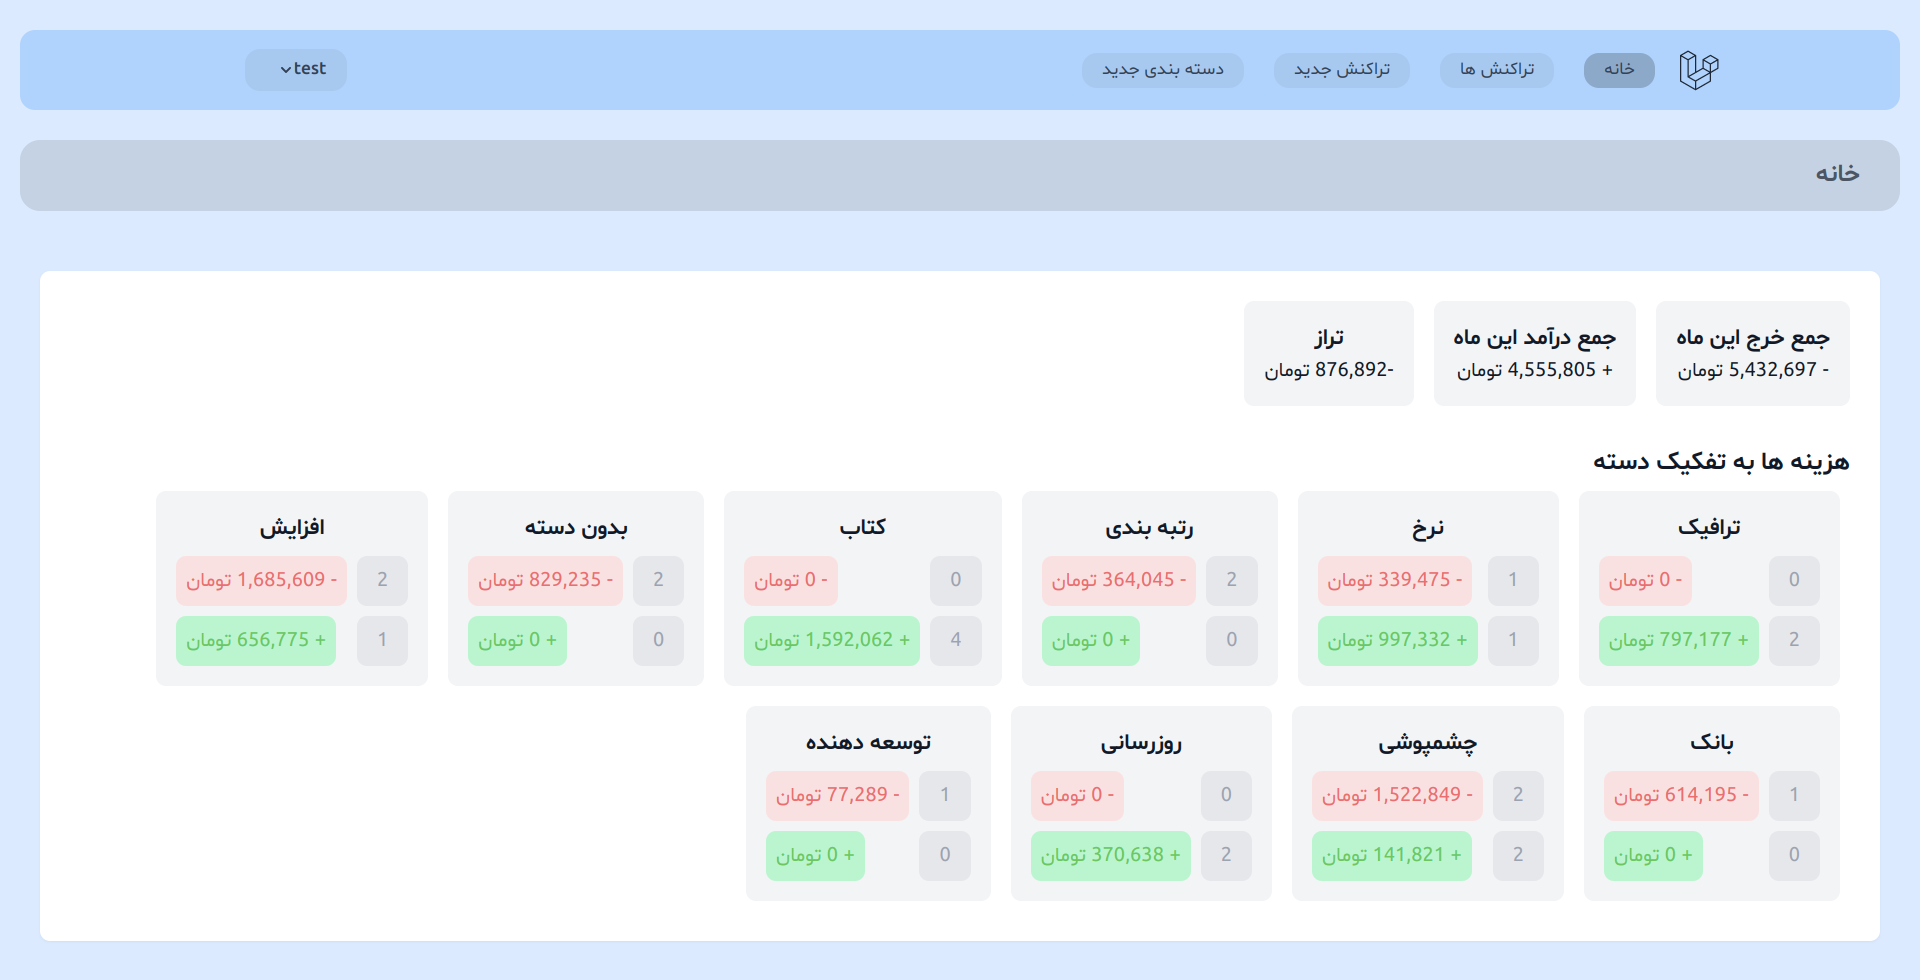 خانه
تراکنش ها
تراکنش جدید
دسته بندی جدید
test
خانه
جمع خرج این ماه
- 5,432,697 تومان
جمع درآمد این ماه
+ 4,555,805 تومان
تراز
-876,892 تومان
هزینه ها به تفکیک دسته
ترافیک
0 - 0 تومان
2 + 797,177 تومان
نرخ
1 - 339,475 تومان
1 + 997,332 تومان
رتبه بندی
2 - 364,045 تومان
0 + 0 تومان
کتاب
0 - 0 تومان
4 + 1,592,062 تومان
بدون دسته
2 - 829,235 تومان
0 + 0 تومان
افزایش
2 - 1,685,609 تومان
1 + 656,775 تومان
بانک
1 - 614,195 تومان
0 + 0 تومان
چشمپوشی
2 - 1,522,849 تومان
2 + 141,821 تومان
روزرسانی
0 - 0 تومان
2 + 370,638 تومان
توسعه دهنده
1 - 77,289 تومان
0 + 0 تومان